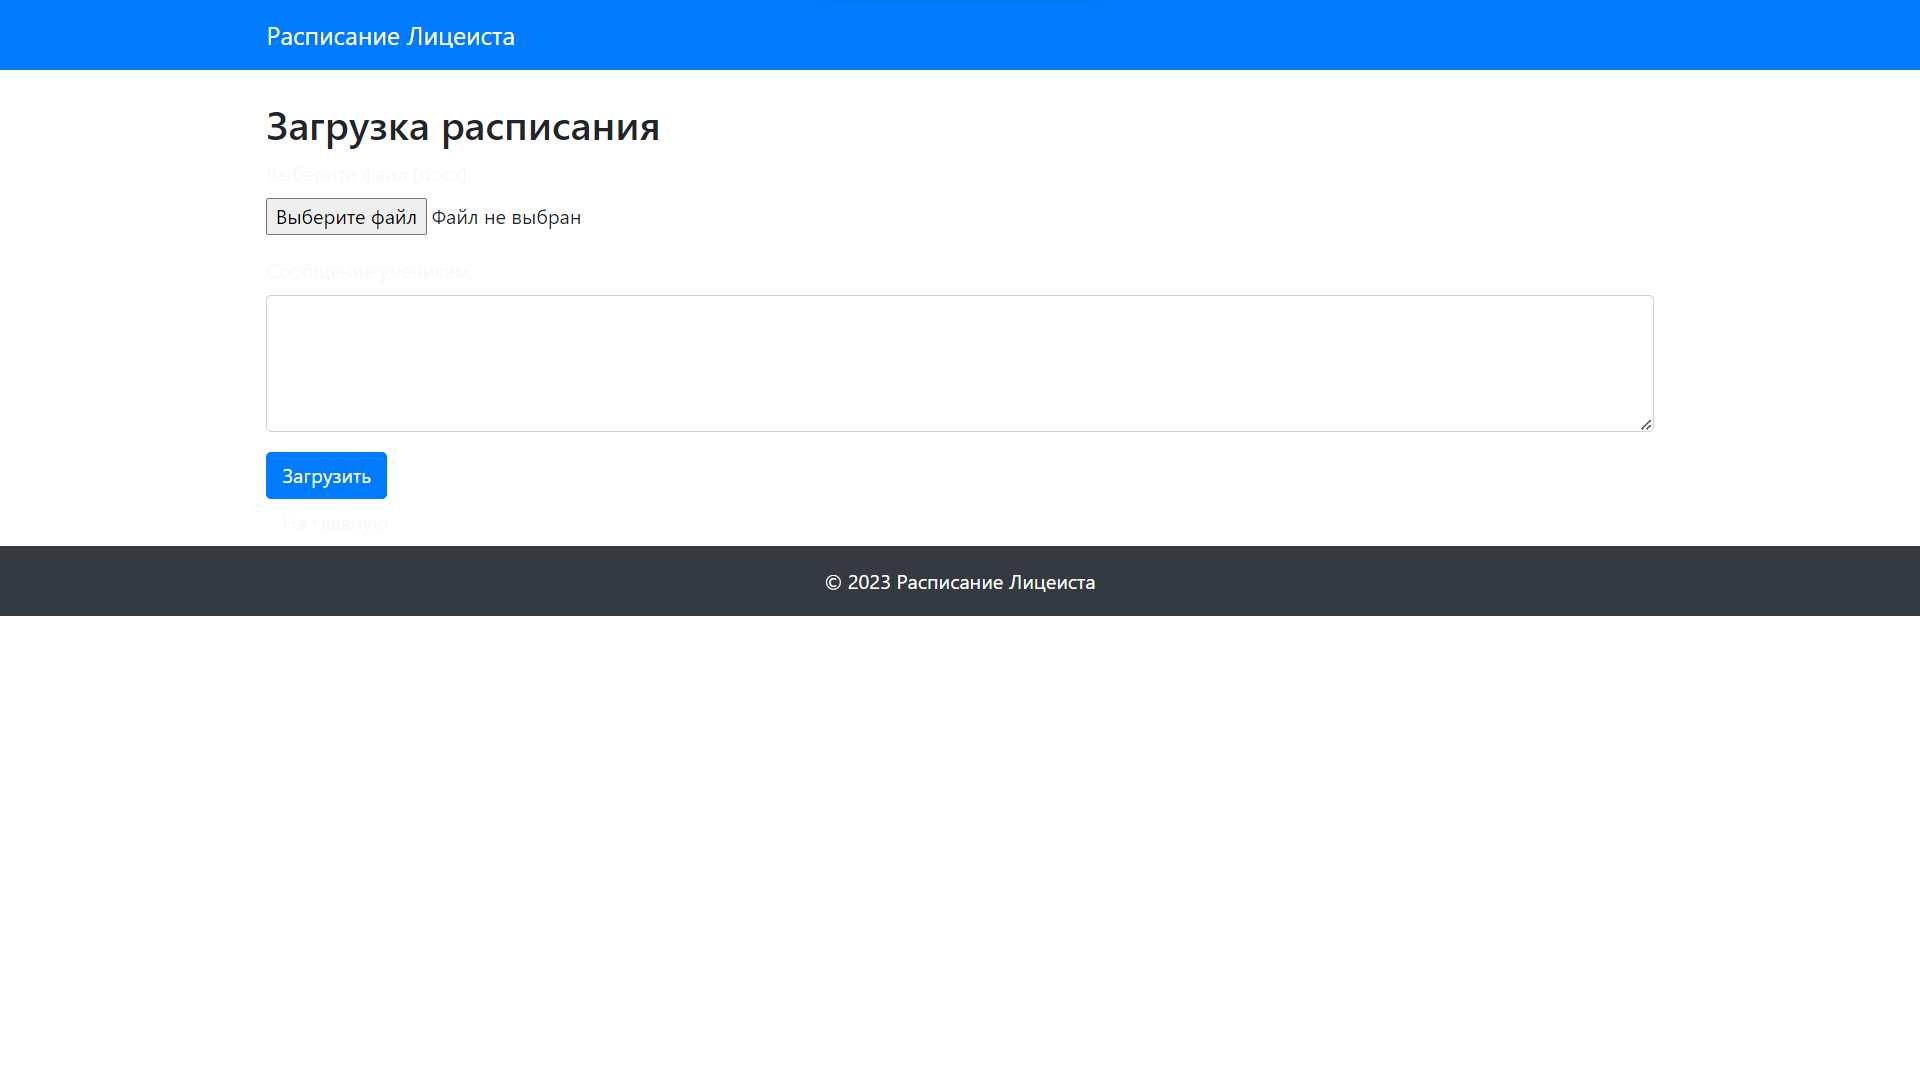 Расписание Лицеиста
Загрузка расписания
Выберите файл (docx):
Выберите файл Файл не выбран
Сообщение ученикам:
Загрузить
На главную
© 2023 Расписание Лицеиста